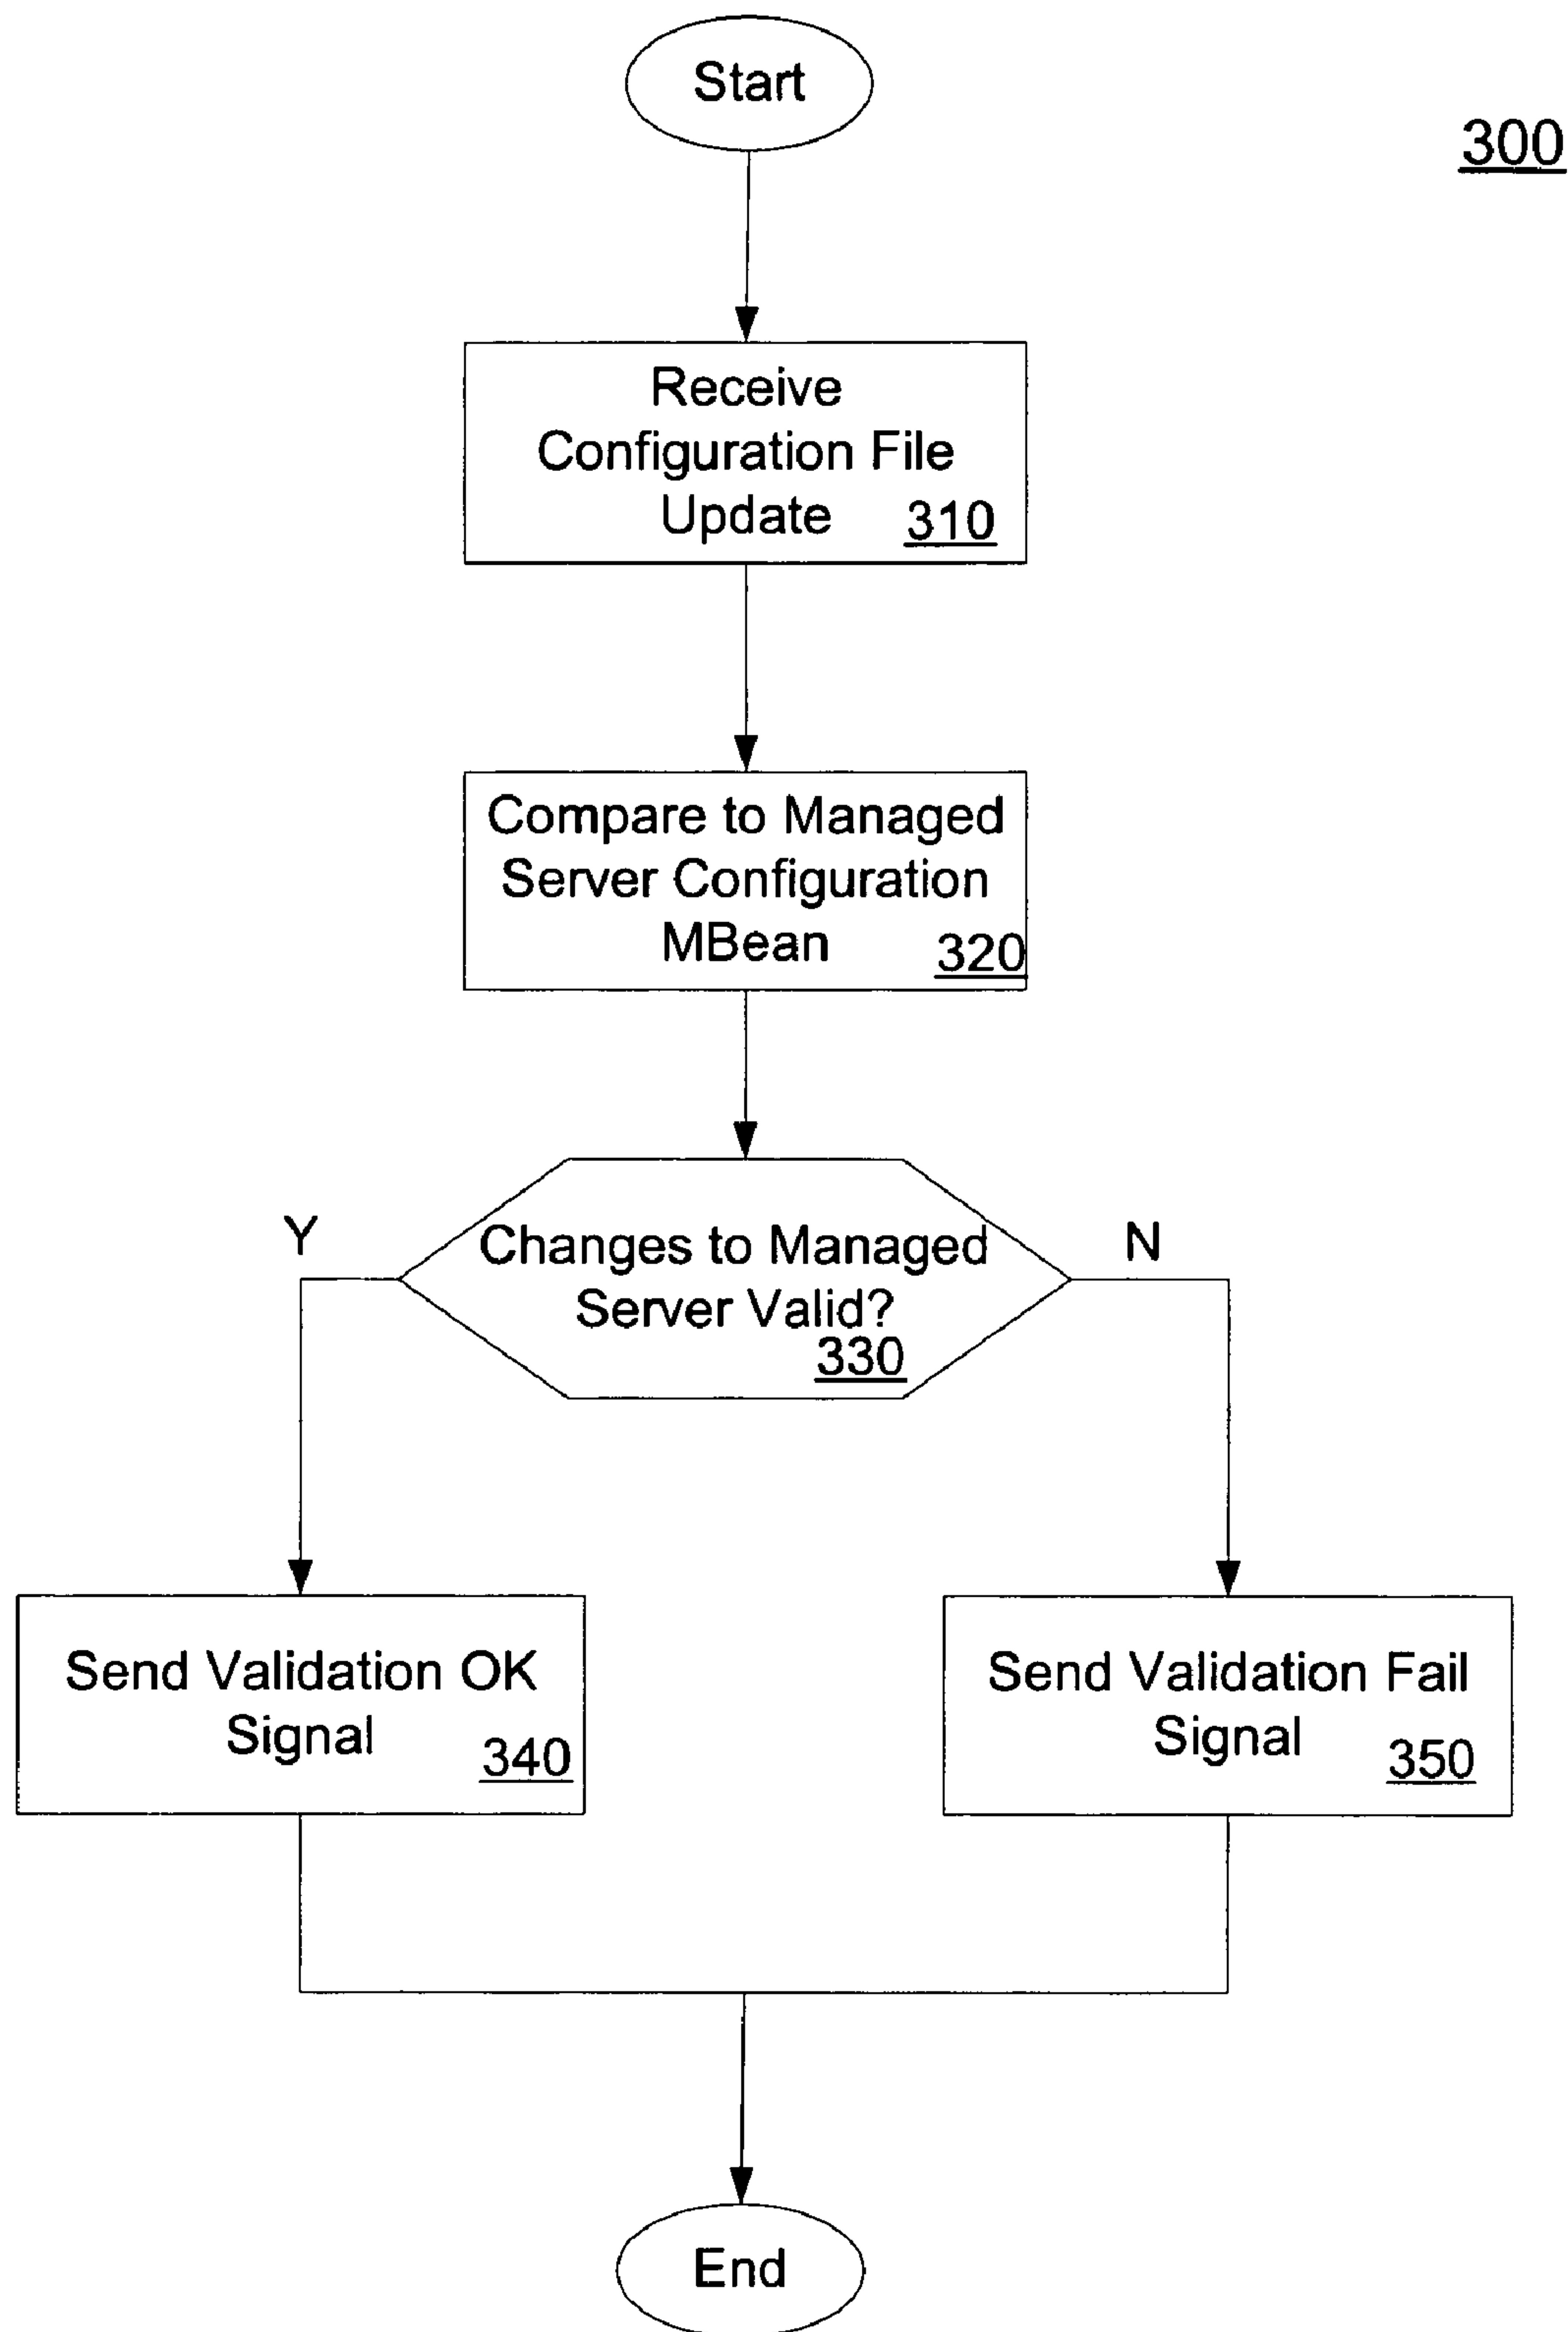 Start
300
Receive
Configuration File
Update 310
Compare to Managed
Server Configuration
MBean 320
Y
N
Changes to Managed
Server Valid?
330
Send Validation OK
Signal 340
Send Validation Fail
Signal 350
End